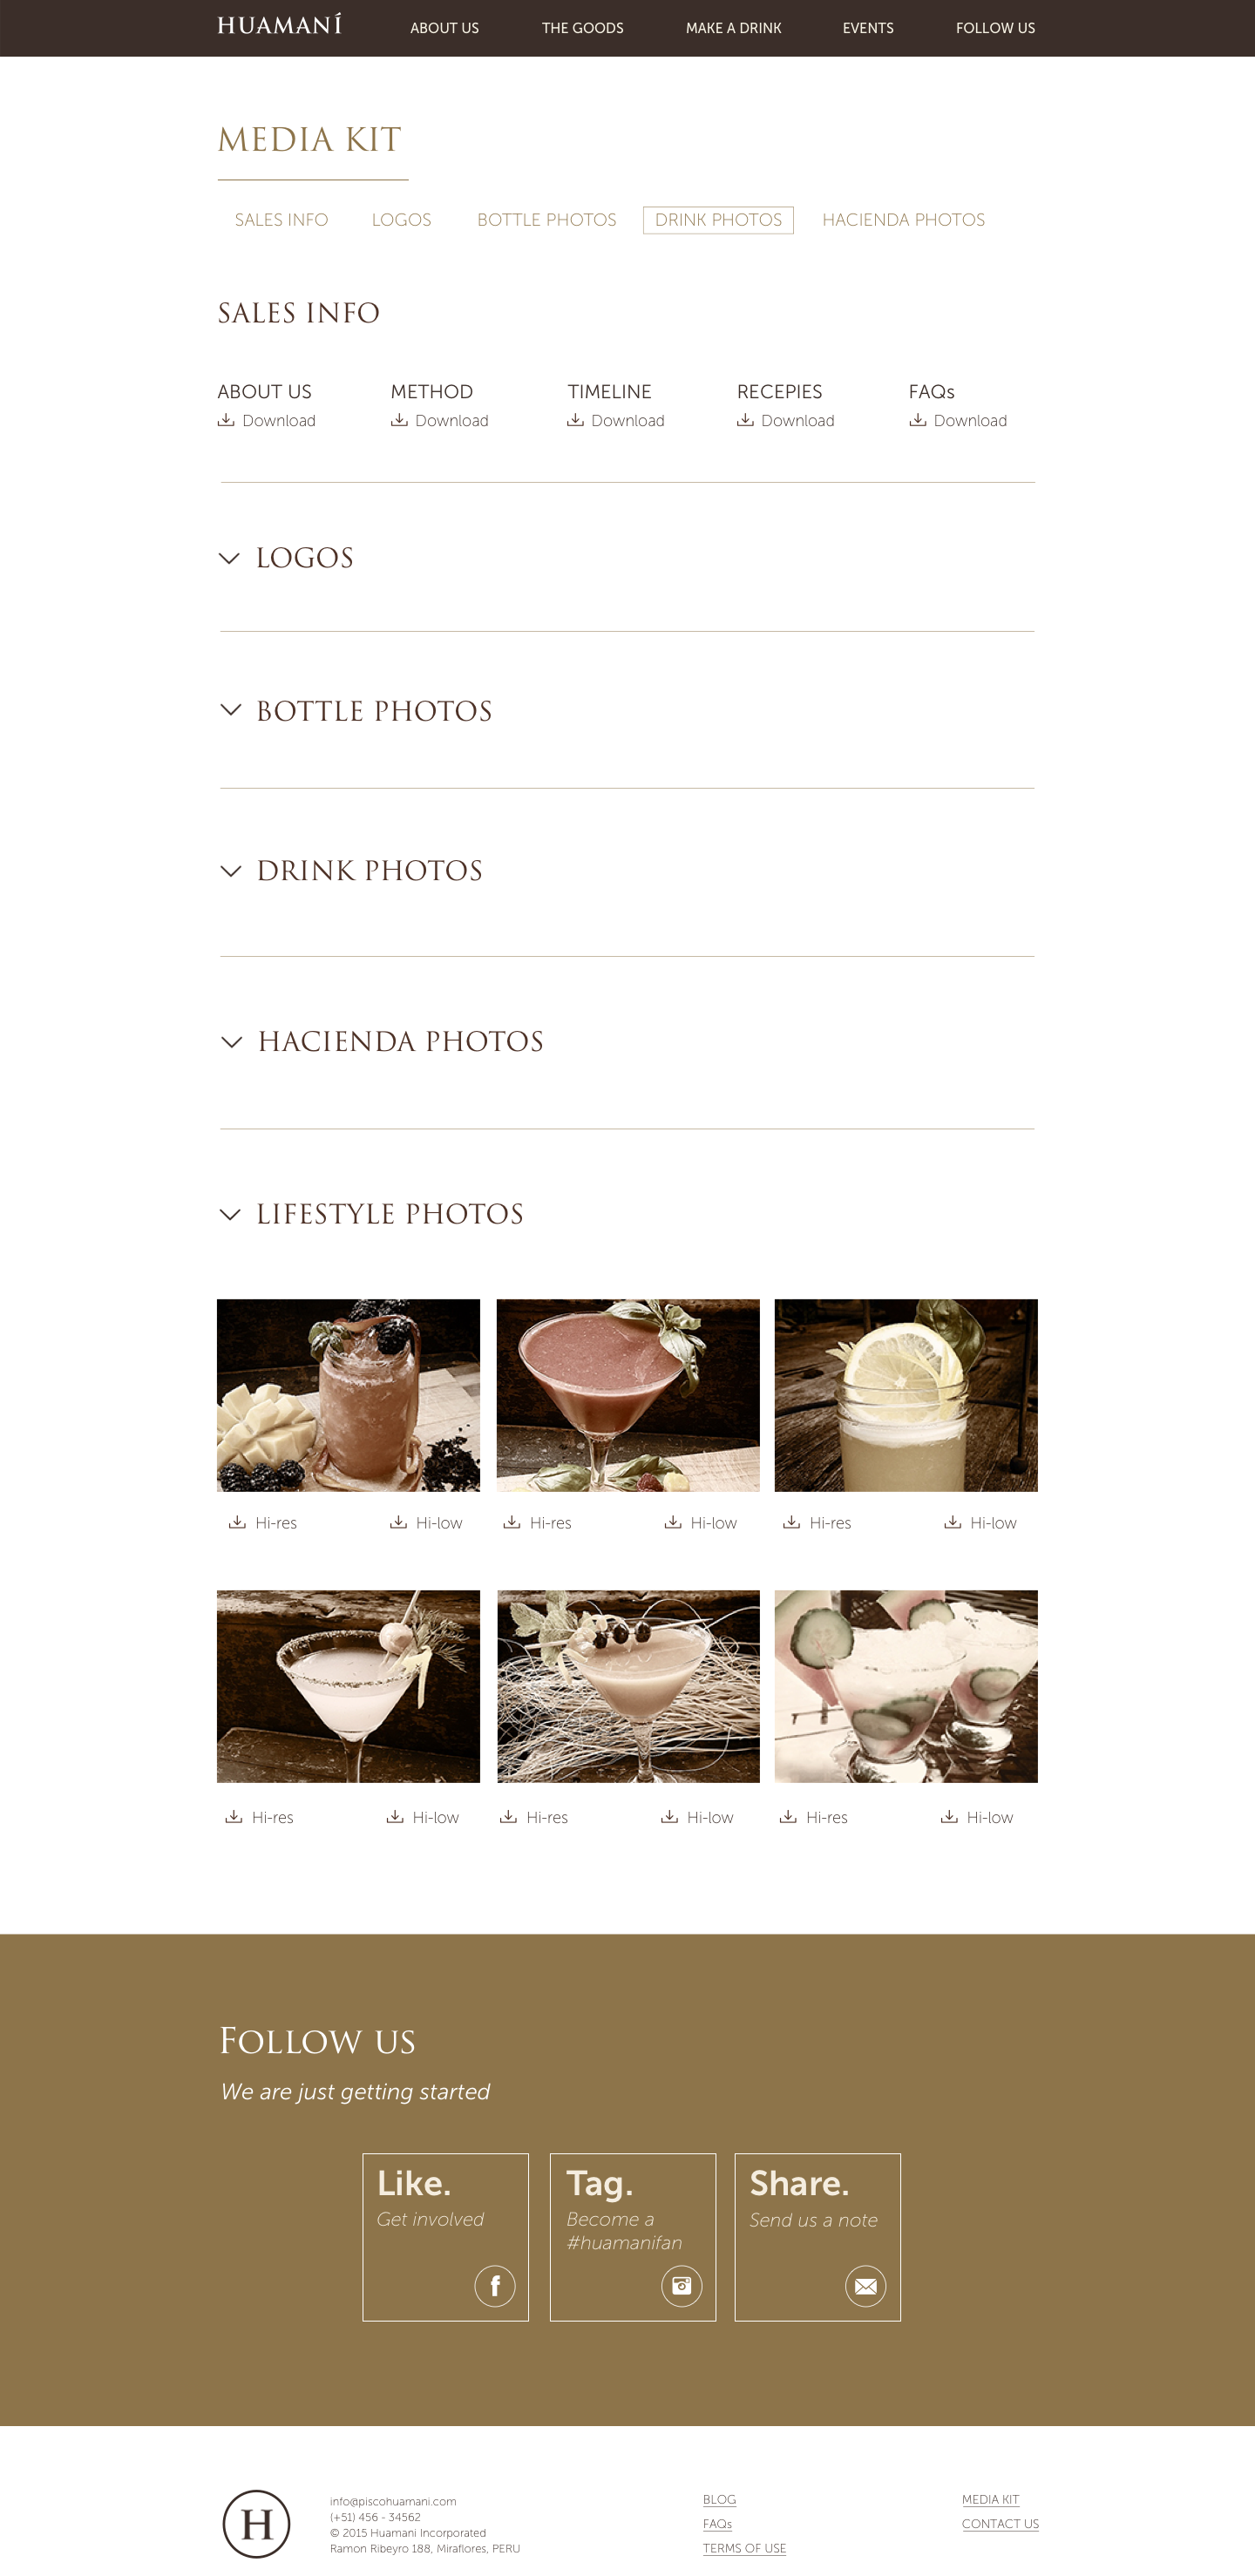 HUAMANÍ ABOUT US THE GOODS MAKE A DRINK EVENTS FOLLOW US
MEDIA KIT
SALES INFO LOGOS BOTTLE PHOTOS DRINK PHOTOS HACIENDA PHOTOS
SALES INFO
ABOUT US METHOD TIMELINE RECEPIES FAQs
Download Download Download Download Download
LOGOS
BOTTLE PHOTOS
DRINK PHOTOS
HACIENDA PHOTOS
LIFESTYLE PHOTOS
Hi-res Hi-low Hi-res Hi-low Hi-res Hi-low
Hi-res Hi-low Hi-res Hi-low Hi-res Hi-low
FOLLOW US
We are just getting started
Like.
Get involved
Tag.
Become a
#huamanifan
Share.
Send us a note
H
info@piscohuamani.com
(+51) 456 - 34562
© 2015 Huamani Incorporated
Ramon Ribeyro 188, Miraflores, PERU
BLOG
FAQs
TERMS OF USE
MEDIA KIT
CONTACT US